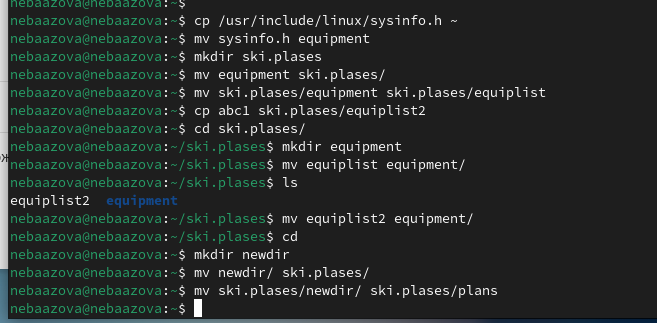 nebaazova@nebaazova:~$
nebaazova@nebaazova:~$ cp /usr/include/linux/sysinfo.h ~
nebaazova@nebaazova:~$ mv sysinfo.h equipment
nebaazova@nebaazova:~$ mkdir ski.plases
nebaazova@nebaazova:~$ mv equipment ski.plases/
nebaazova@nebaazova:~$ mv ski.plases/equipment ski.plases/equiplist
nebaazova@nebaazova:~$ cp abc1 ski.plases/equiplist2
nebaazova@nebaazova:~$ cd ski.plases/
nebaazova@nebaazova:~/ski.plases$ mkdir equipment
nebaazova@nebaazova:~/ski.plases$ mv equiplist equipment/
nebaazova@nebaazova:~/ski.plases$ ls
equiplist2  equipment
nebaazova@nebaazova:~/ski.plases$ mv equiplist2 equipment/
nebaazova@nebaazova:~/ski.plases$ cd
nebaazova@nebaazova:~$ mkdir newdir
nebaazova@nebaazova:~$ mv newdir/ ski.plases/
nebaazova@nebaazova:~$ mv ski.plases/newdir/ ski.plases/plans
nebaazova@nebaazova:~$